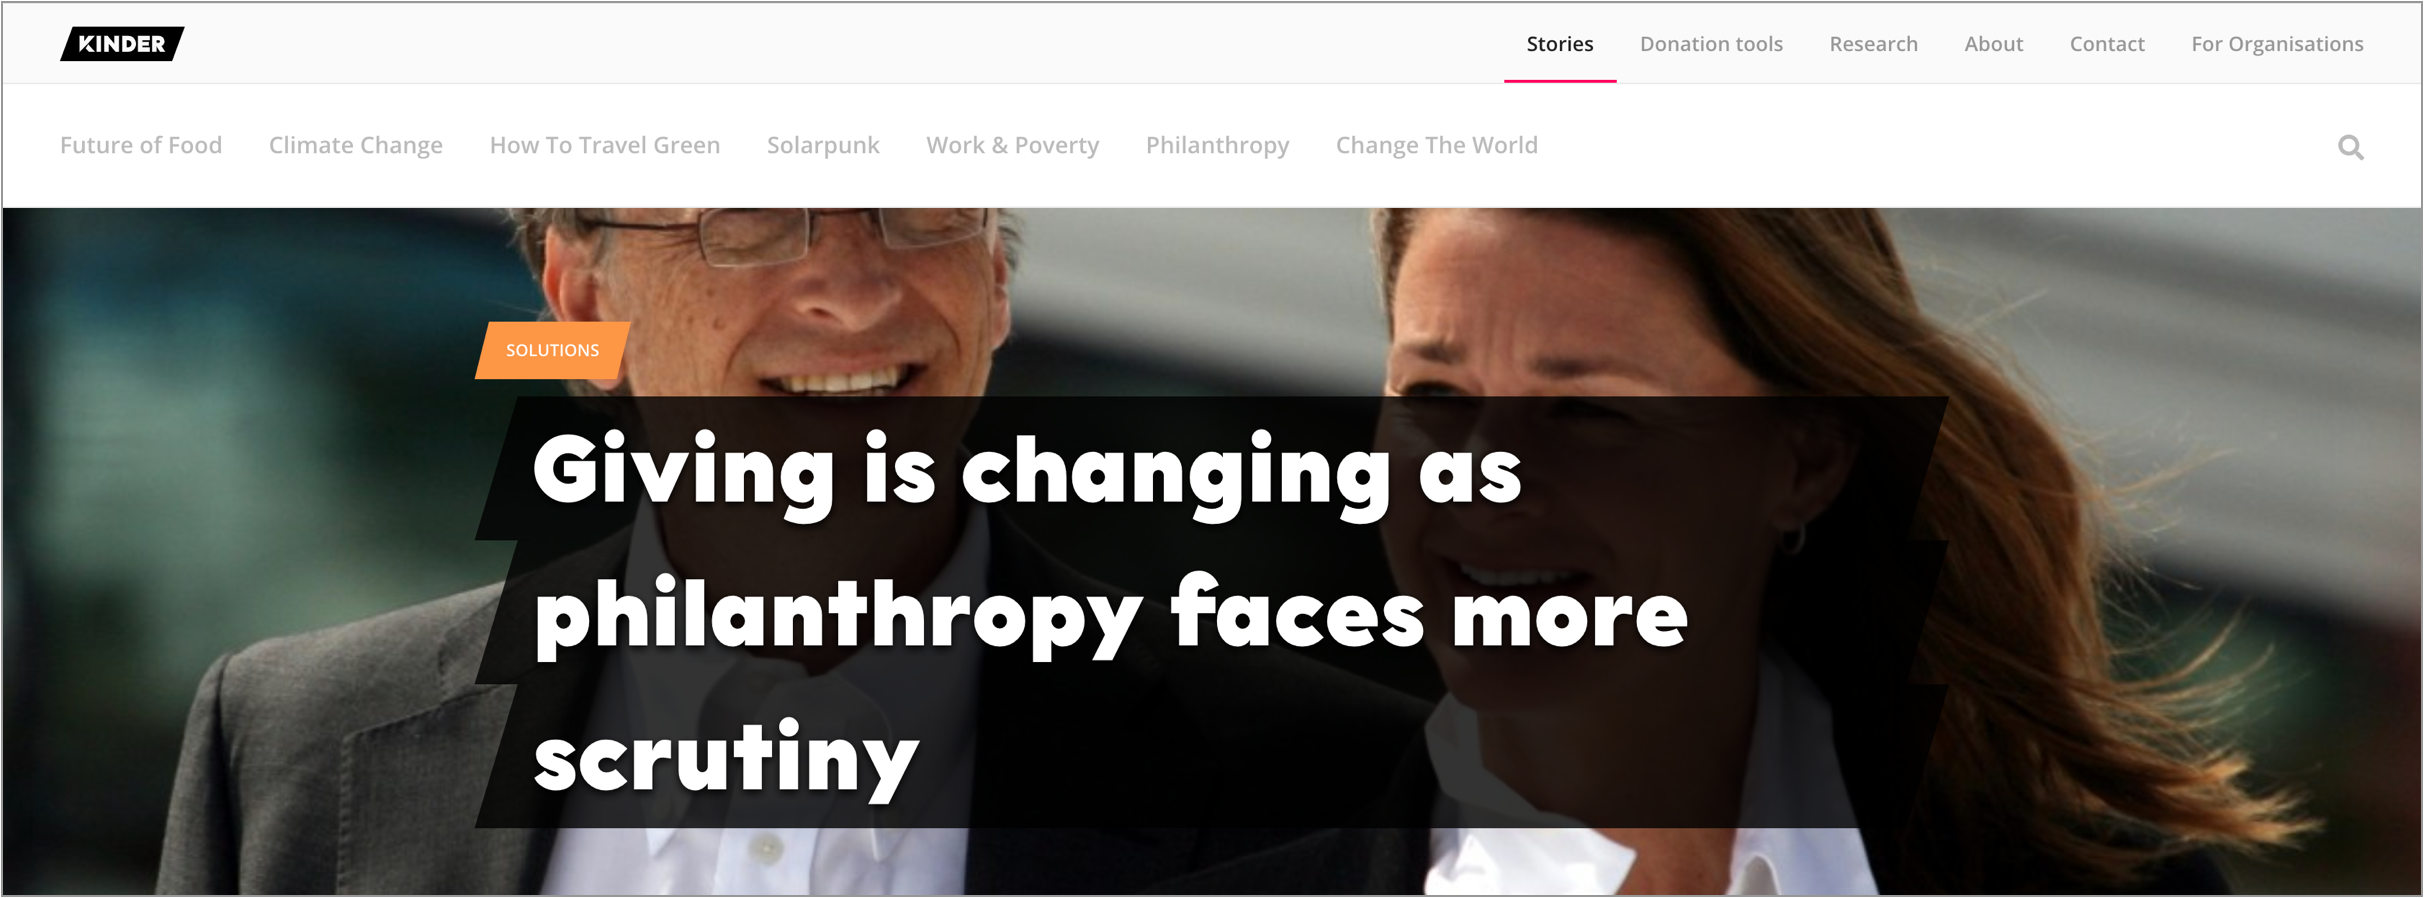 KINDER
Stories Donation tools Research About Contact For Organisations
Future of Food Climate Change How To Travel Green Solarpunk Work & Poverty Philanthropy Change The World
SOLUTIONS
Giving is changing as
philanthropy faces more
scrutiny